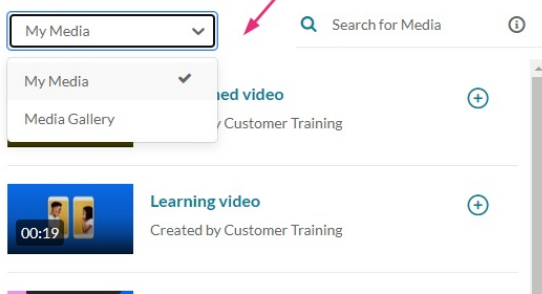 My Media
Search for Media
My Media
Media Gallery
ned video
y Customer Training
Learning video
Created by Customer Training
00:19